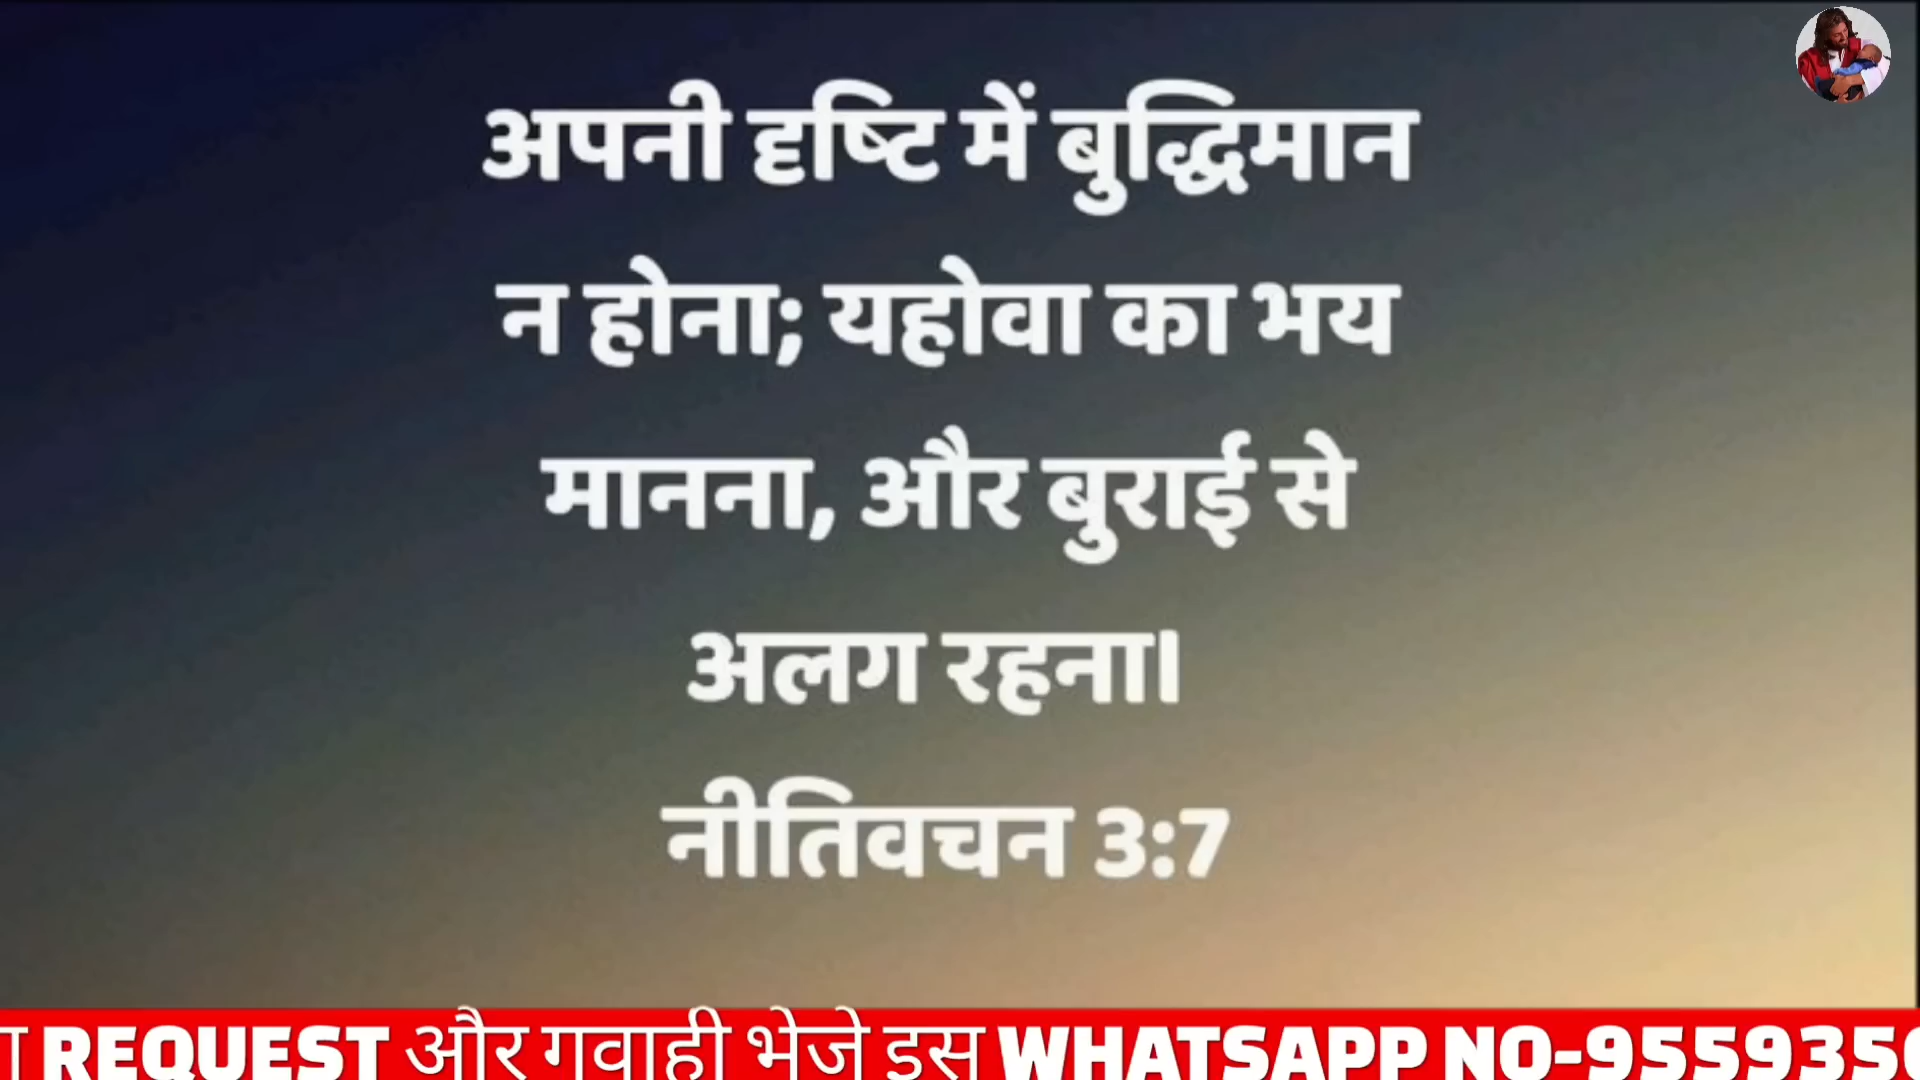 अपनी दृष्टि में बुद्धिमान
न होना; यहोवा का भय
मानना, और बुराई से
अलग रहना।
नीतिवचन 3:7
REQUEST और गवाही भेजे इस WHATSAPP NO-955935